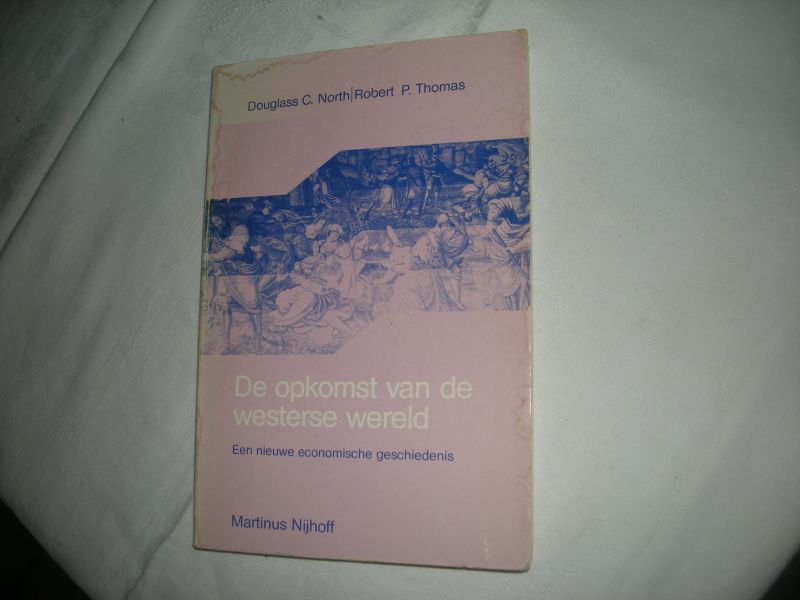 Douglass C. North|Robert P. Thomas
De opkomst van de
westerse wereld
Een nieuwe economische geschiedenis
Martinus Nijhoff